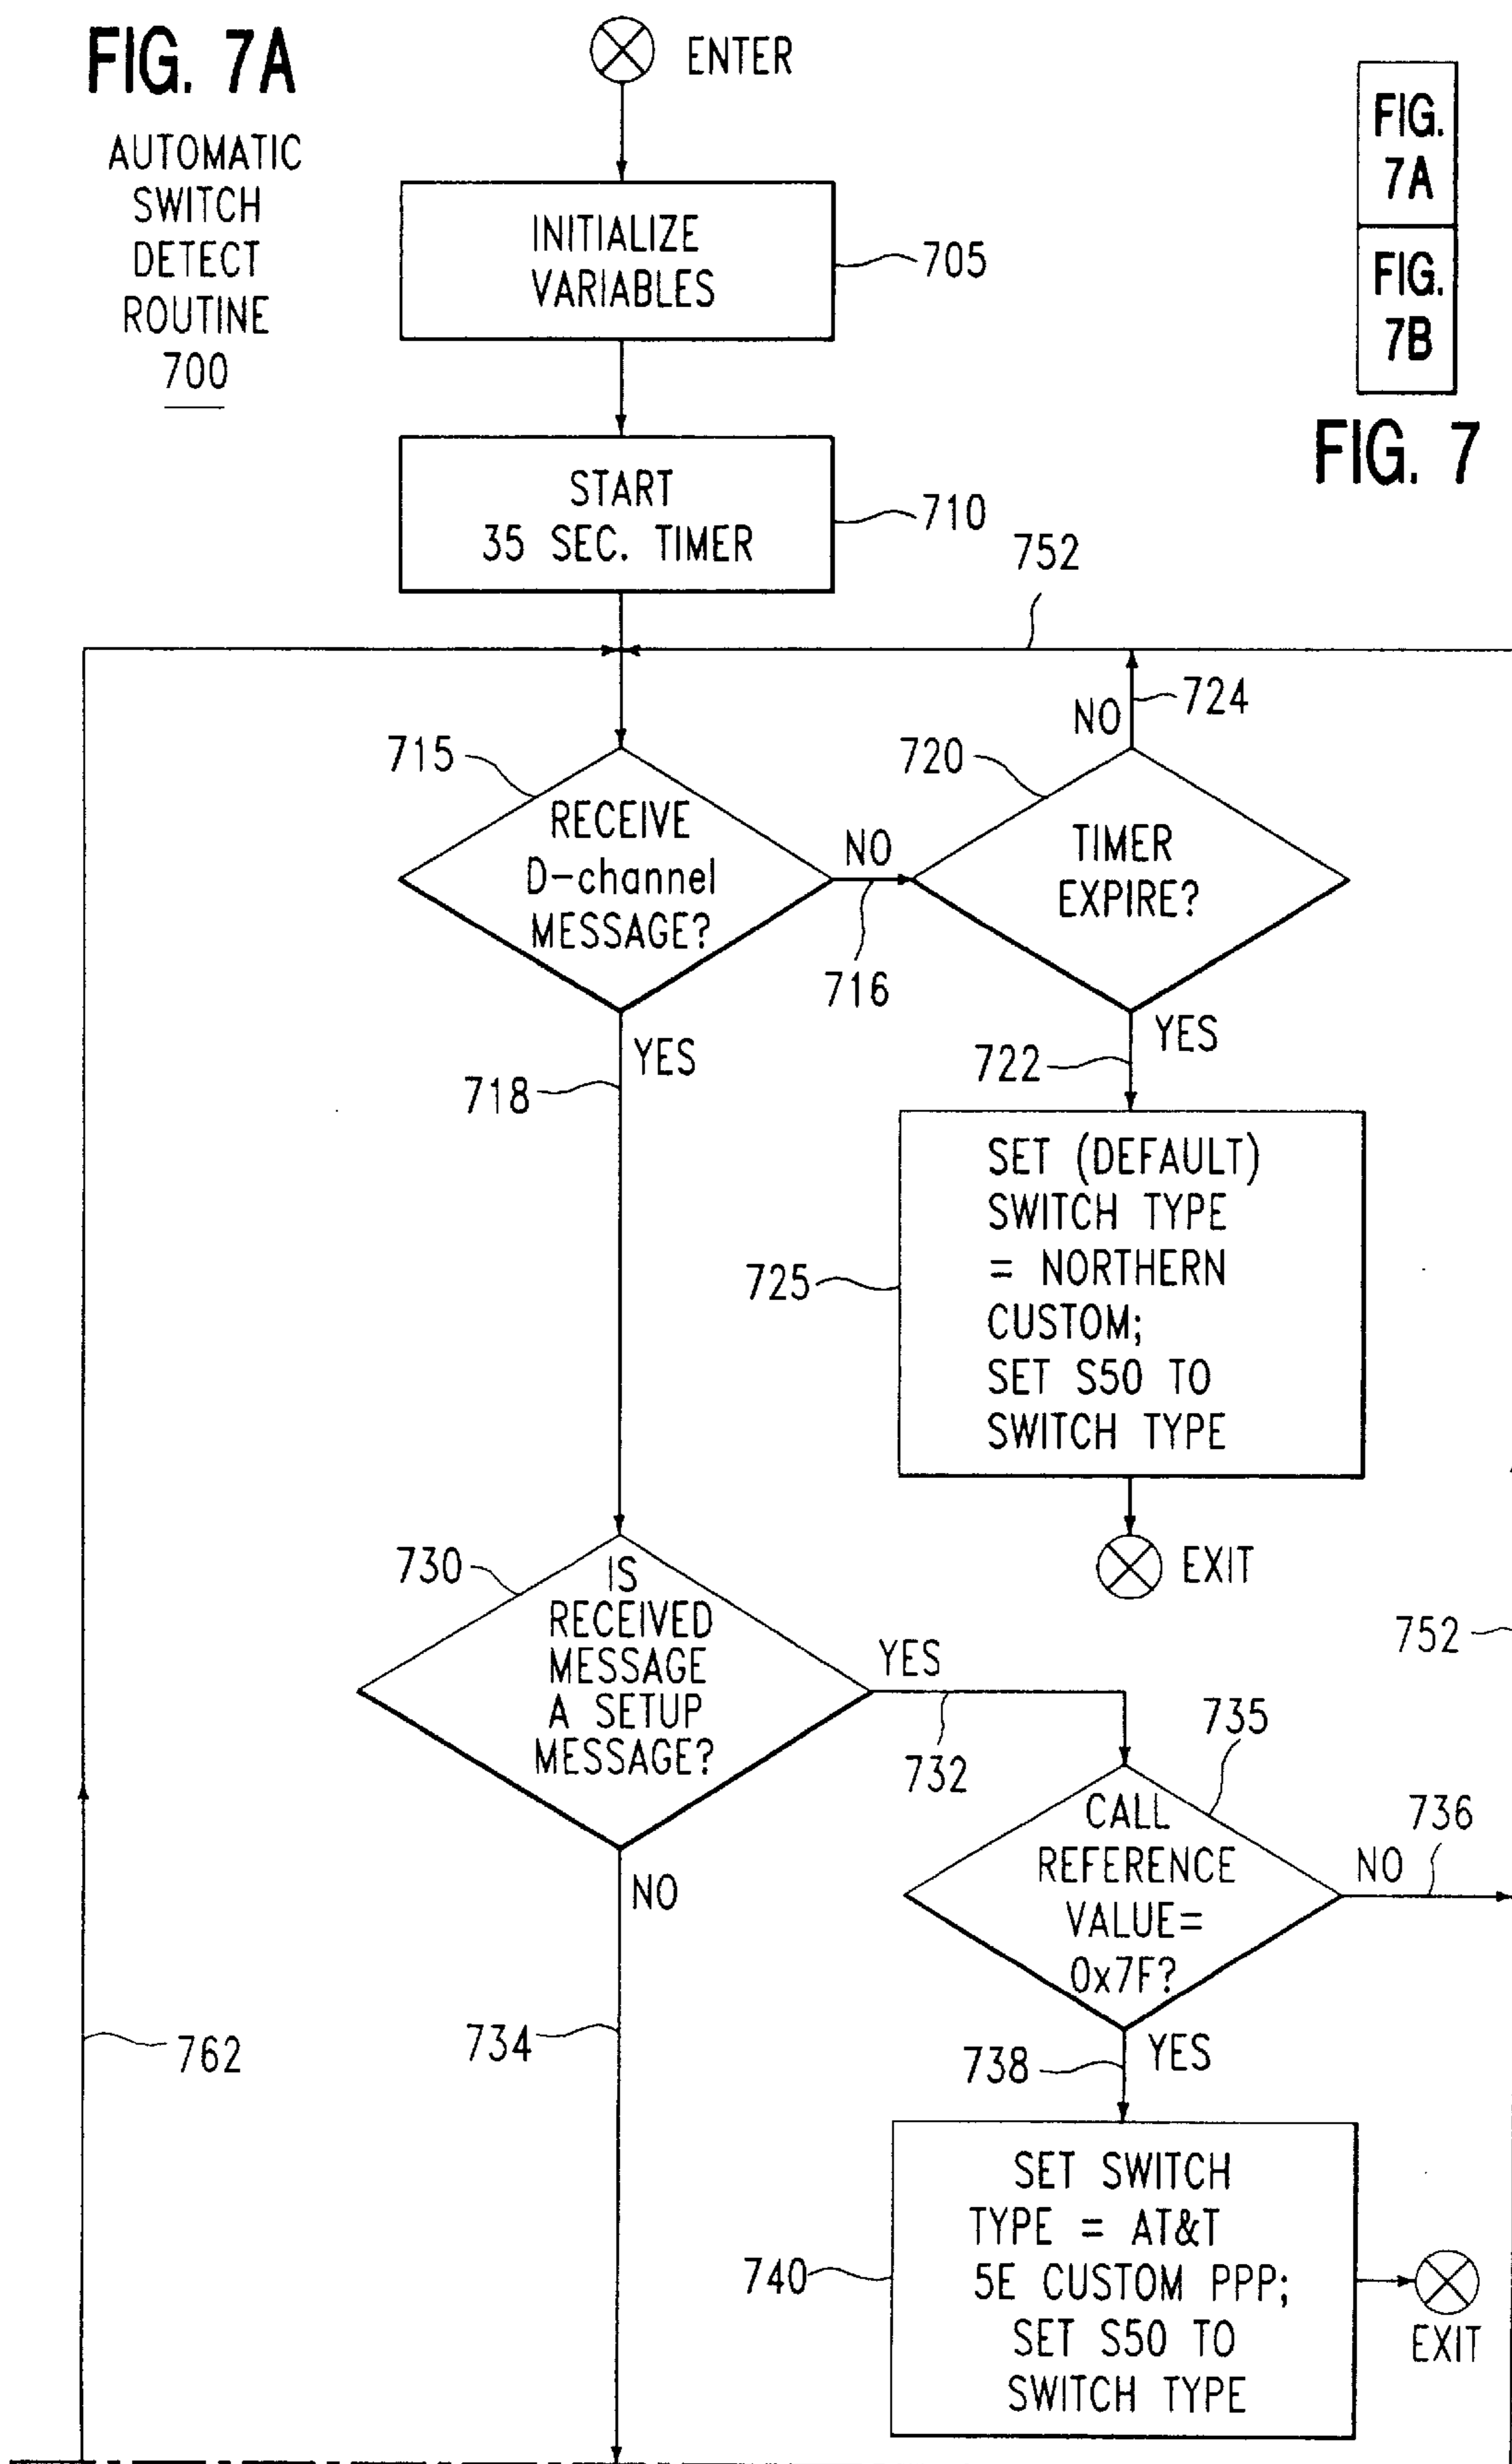 FIG. 7A
AUTOMATIC
SWITCH
DETECT
ROUTINE
700
ENTER
FIG.
7A
FIG.
7B
FIG. 7
INITIALIZE
VARIABLES
705
START
35 SEC. TIMER
710
752
724
NO
715
RECEIVE
D-channel
MESSAGE?
NO
716
720
TIMER
EXPIRE?
YES
718
YES
722
SET (DEFAULT)
SWITCH TYPE
= NORTHERN
CUSTOM;
SET S50 TO
SWITCH TYPE
725
EXIT
730
IS
RECEIVED
MESSAGE
A SETUP
MESSAGE?
YES
732
752
735
CALL
REFERENCE
VALUE=
0x7F?
NO
736
NO
734
762
YES
738
SET SWITCH
TYPE = AT&T
5E CUSTOM PPP;
SET S50 TO
SWITCH TYPE
740
EXIT